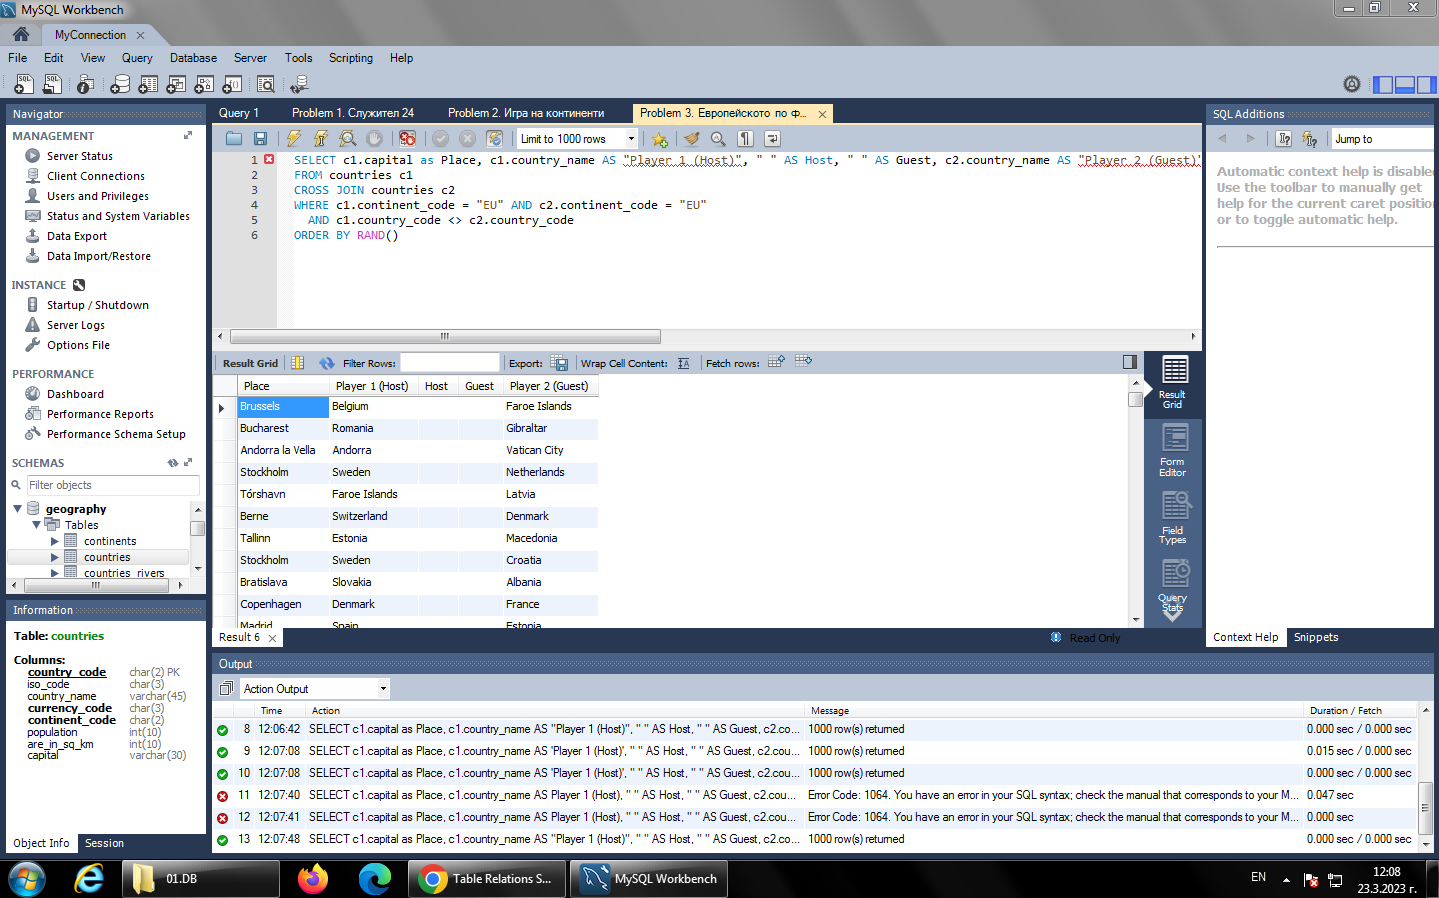 MySQL Workbench
MyConnection
File Edit View Query Database Server Tools Scripting Help
Navigator
MANAGEMENT
Server Status
Client Connections
Users and Privileges
Status and System Variables
Data Export
Data Import/Restore
INSTANCE
Startup / Shutdown
Server Logs
Options File
PERFORMANCE
Dashboard
Performance Reports
Performance Schema Setup
SCHEMAS
Filter objects
geography
Tables
continents
countries
countries_rivers
Information
Table: countries
Columns:
country_code char(2) PK
iso_code char(3)
country_name varchar(45)
currency_code char(3)
continent_code char(2)
population int(10)
are_in_sq_km int(10)
capital varchar(30)
Object Info Session
Query 1 Problem 1. Служител 24 Problem 2. Игра на континенти Problem 3. Европейското по ф...
Limit to 1000 rows
1 SELECT c1.capital as Place, c1.country_name AS "Player 1 (Host)", " " AS Host, " " AS Guest, c2.country_name AS "Player 2 (Guest)"
2 FROM countries c1
3 CROSS JOIN countries c2
4 WHERE c1.continent_code = "EU" AND c2.continent_code = "EU"
5 AND c1.country_code <> c2.country_code
6 ORDER BY RAND()
Result Grid Filter Rows: Export: Wrap Cell Content: Fetch rows:
Place Player 1 (Host) Host Guest Player 2 (Guest)
Brussels Belgium Faroe Islands
Bucharest Romania Gibraltar
Andorra la Vella Andorra Vatican City
Stockholm Sweden Netherlands
Tórshavn Faroe Islands Latvia
Berne Switzerland Denmark
Tallinn Estonia Macedonia
Stockholm Sweden Croatia
Bratislava Slovakia Albania
Copenhagen Denmark France
Madrid Spain Estonia
Result Grid
Form Editor
Field Types
Query Stats
Result 6
Read Only
SQL Additions
Jump to
Automatic context help is disable
Use the toolbar to manually get
help for the current caret position
or to toggle automatic help.
Context Help Snippets
Output
Action Output
Time Action Message Duration / Fetch
8 12:06:42 SELECT c1.capital as Place, c1.country_name AS "Player 1 (Host)", " " AS Host, " " AS Guest, c2.cou... 1000 row(s) returned 0.000 sec / 0.000 sec
9 12:07:08 SELECT c1.capital as Place, c1.country_name AS 'Player 1 (Host)', " " AS Host, " " AS Guest, c2.cou... 1000 row(s) returned 0.015 sec / 0.000 sec
10 12:07:08 SELECT c1.capital as Place, c1.country_name AS 'Player 1 (Host)', " " AS Host, " " AS Guest, c2.cou... 1000 row(s) returned 0.000 sec / 0.000 sec
11 12:07:40 SELECT c1.capital as Place, c1.country_name AS Player 1 (Host), " " AS Host, " " AS Guest, c2.cou... Error Code: 1064. You have an error in your SQL syntax; check the manual that corresponds to your M... 0.047 sec
12 12:07:41 SELECT c1.capital as Place, c1.country_name AS Player 1 (Host), " " AS Host, " " AS Guest, c2.cou... Error Code: 1064. You have an error in your SQL syntax; check the manual that corresponds to your M... 0.000 sec
13 12:07:48 SELECT c1.capital as Place, c1.country_name AS "Player 1 (Host)", " " AS Host, " " AS Guest, c2.cou... 1000 row(s) returned 0.000 sec / 0.000 sec
01.DB
Table Relations S...
MySQL Workbench
EN
12:08
23.3.2023 г.